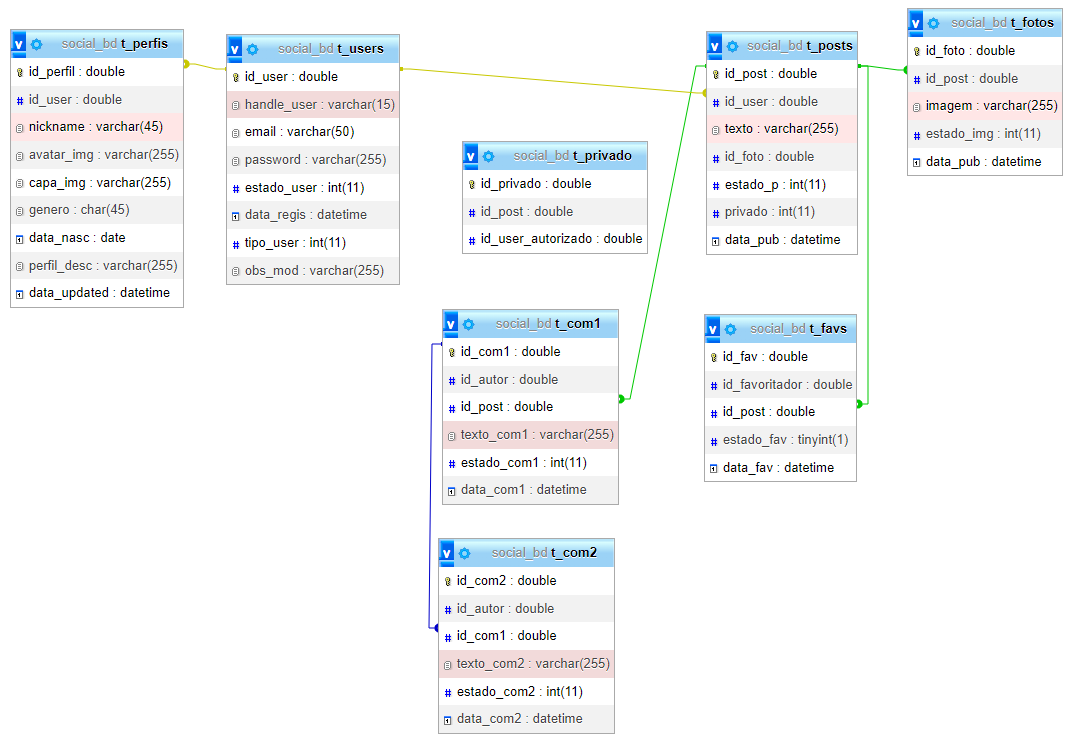 v social_bd t_perfis
id_perfil : double
# id_user : double
nickname : varchar(45)
avatar_img : varchar(255)
capa_img : varchar(255)
genero : char(45)
data_nasc : date
perfil_desc : varchar(255)
data_updated : datetime
v social_bd t_users
id_user : double
handle_user : varchar(15)
email : varchar(50)
password : varchar(255)
# estado_user : int(11)
data_regis : datetime
# tipo_user : int(11)
obs_mod : varchar(255)
v social_bd t_privado
id_privado : double
# id_post : double
# id_user_autorizado : double
v social_bd t_posts
id_post : double
# id_user : double
texto : varchar(255)
# id_foto : double
# estado_p : int(11)
# privado : int(11)
data_pub : datetime
v social_bd t_fotos
id_foto : double
# id_post : double
imagem : varchar(255)
# estado_img : int(11)
data_pub : datetime
v social_bd t_com1
id_com1 : double
# id_autor : double
# id_post : double
texto_com1 : varchar(255)
# estado_com1 : int(11)
data_com1 : datetime
v social_bd t_favs
id_fav : double
# id_favoritador : double
# id_post : double
# estado_fav : tinyint(1)
data_fav : datetime
v social_bd t_com2
id_com2 : double
# id_autor : double
# id_com1 : double
texto_com2 : varchar(255)
# estado_com2 : int(11)
data_com2 : datetime